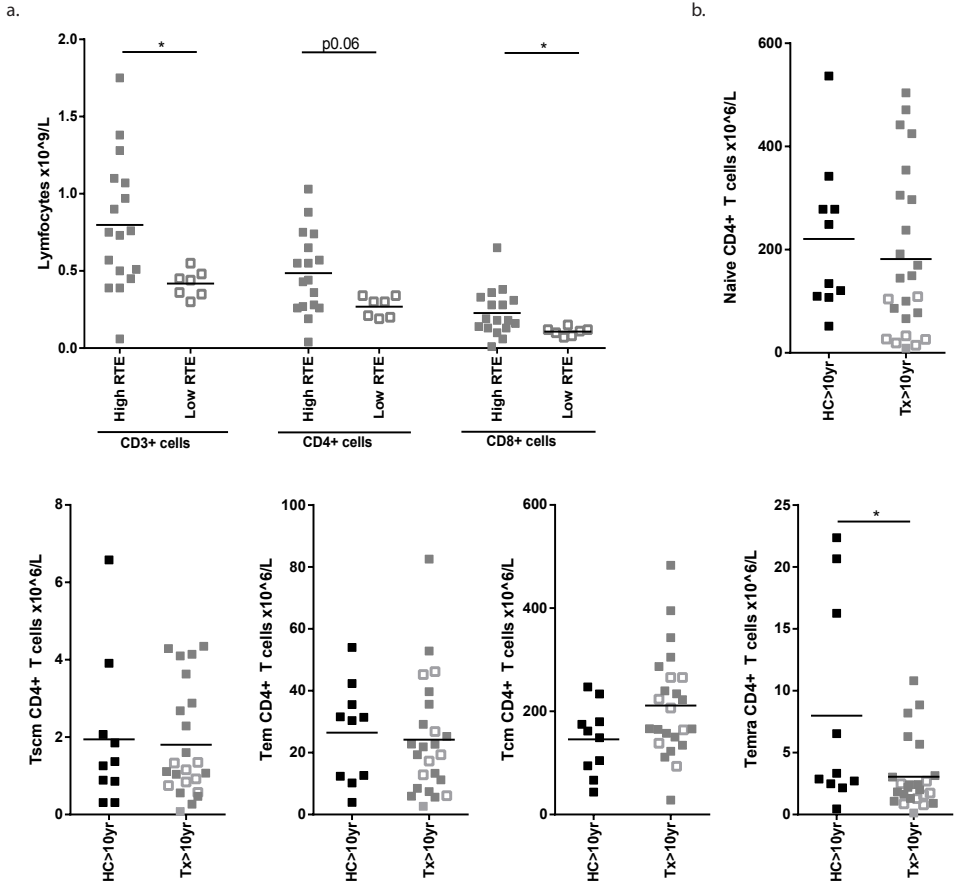 a.
Lymfocytes x10^9/L
2.0
1.5
1.0
0.5
0.0
*
p0.06
*
High RTE
Low RTE
High RTE
Low RTE
High RTE
Low RTE
CD3+ cells
CD4+ cells
CD8+ cells
b.
Naive CD4+ T cells x10^6/L
600
400
200
0
HC>10yr
Tx>10yr
Tscm CD4+ T cells x10^6/L
8
6
4
2
0
HC>10yr
Tx>10yr
Tem CD4+ T cells x10^6/L
100
80
60
40
20
0
HC>10yr
Tx>10yr
Tcm CD4+ T cells x10^6/L
600
400
200
0
HC>10yr
Tx>10yr
Temra CD4+ T cells x10^6/L
25
20
15
10
5
0
*
HC>10yr
Tx>10yr